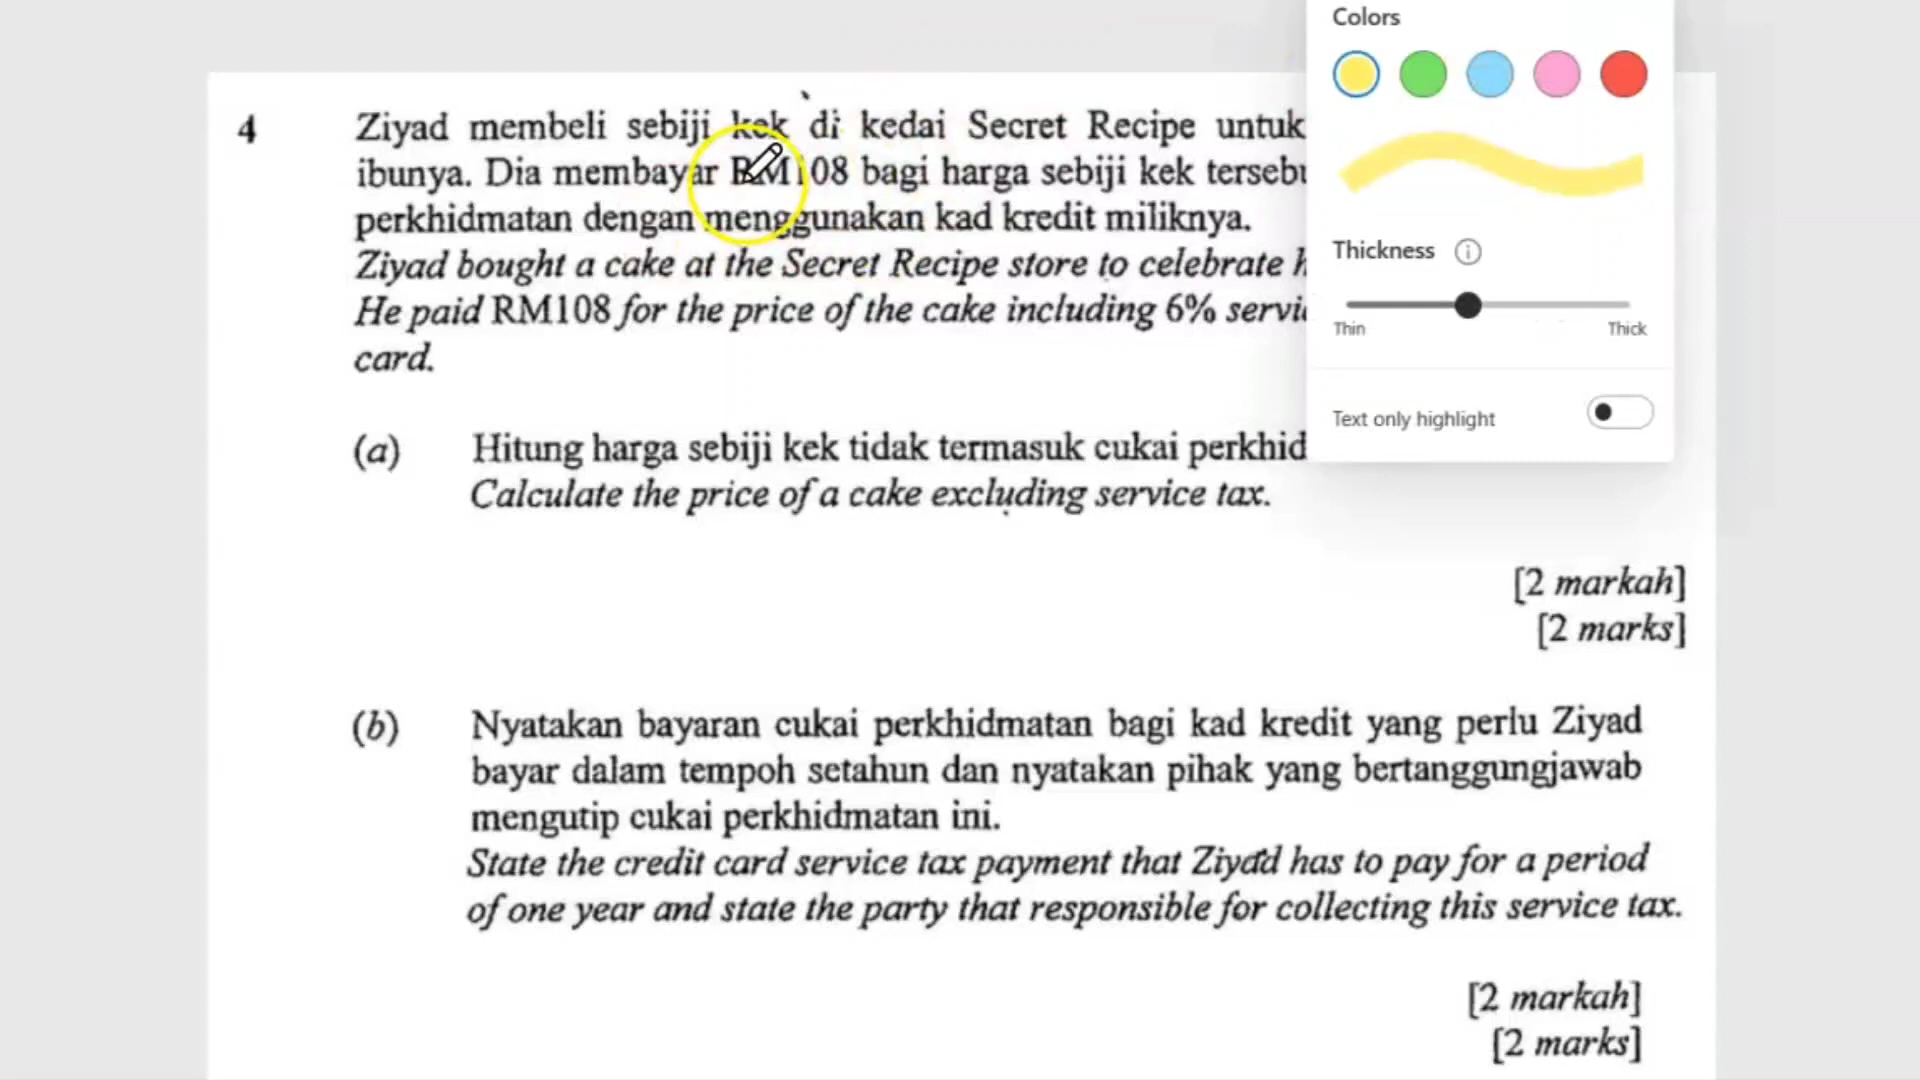 Colors
4 Ziyad membeli sebiji kek di kedai Secret Recipe untuk
ibunya. Dia membayar RM108 bagi harga sebiji kek
perkhidmatan dengan menggunakan kad kredit miliknya.
Ziyad bought a cake at the Secret Recipe store to celebrate
He paid RM108 for the price of the cake including 6%
card.
Thickness
Thin Thick
Text only highlight
(a) Hitung harga sebiji kek tidak termasuk cukai
Calculate the price of a cake excluding service tax.
[2 markah]
[2 marks]
(b) Nyatakan bayaran cukai perkhidmatan bagi kad kredit yang perlu Ziyad
bayar dalam tempoh setahun dan nyatakan pihak yang bertanggungjawab
mengutip cukai perkhidmatan ini.
State the credit card service tax payment that Ziyad has to pay for a period
of one year and state the party that responsible for collecting this service tax.
[2 markah]
[2 marks]